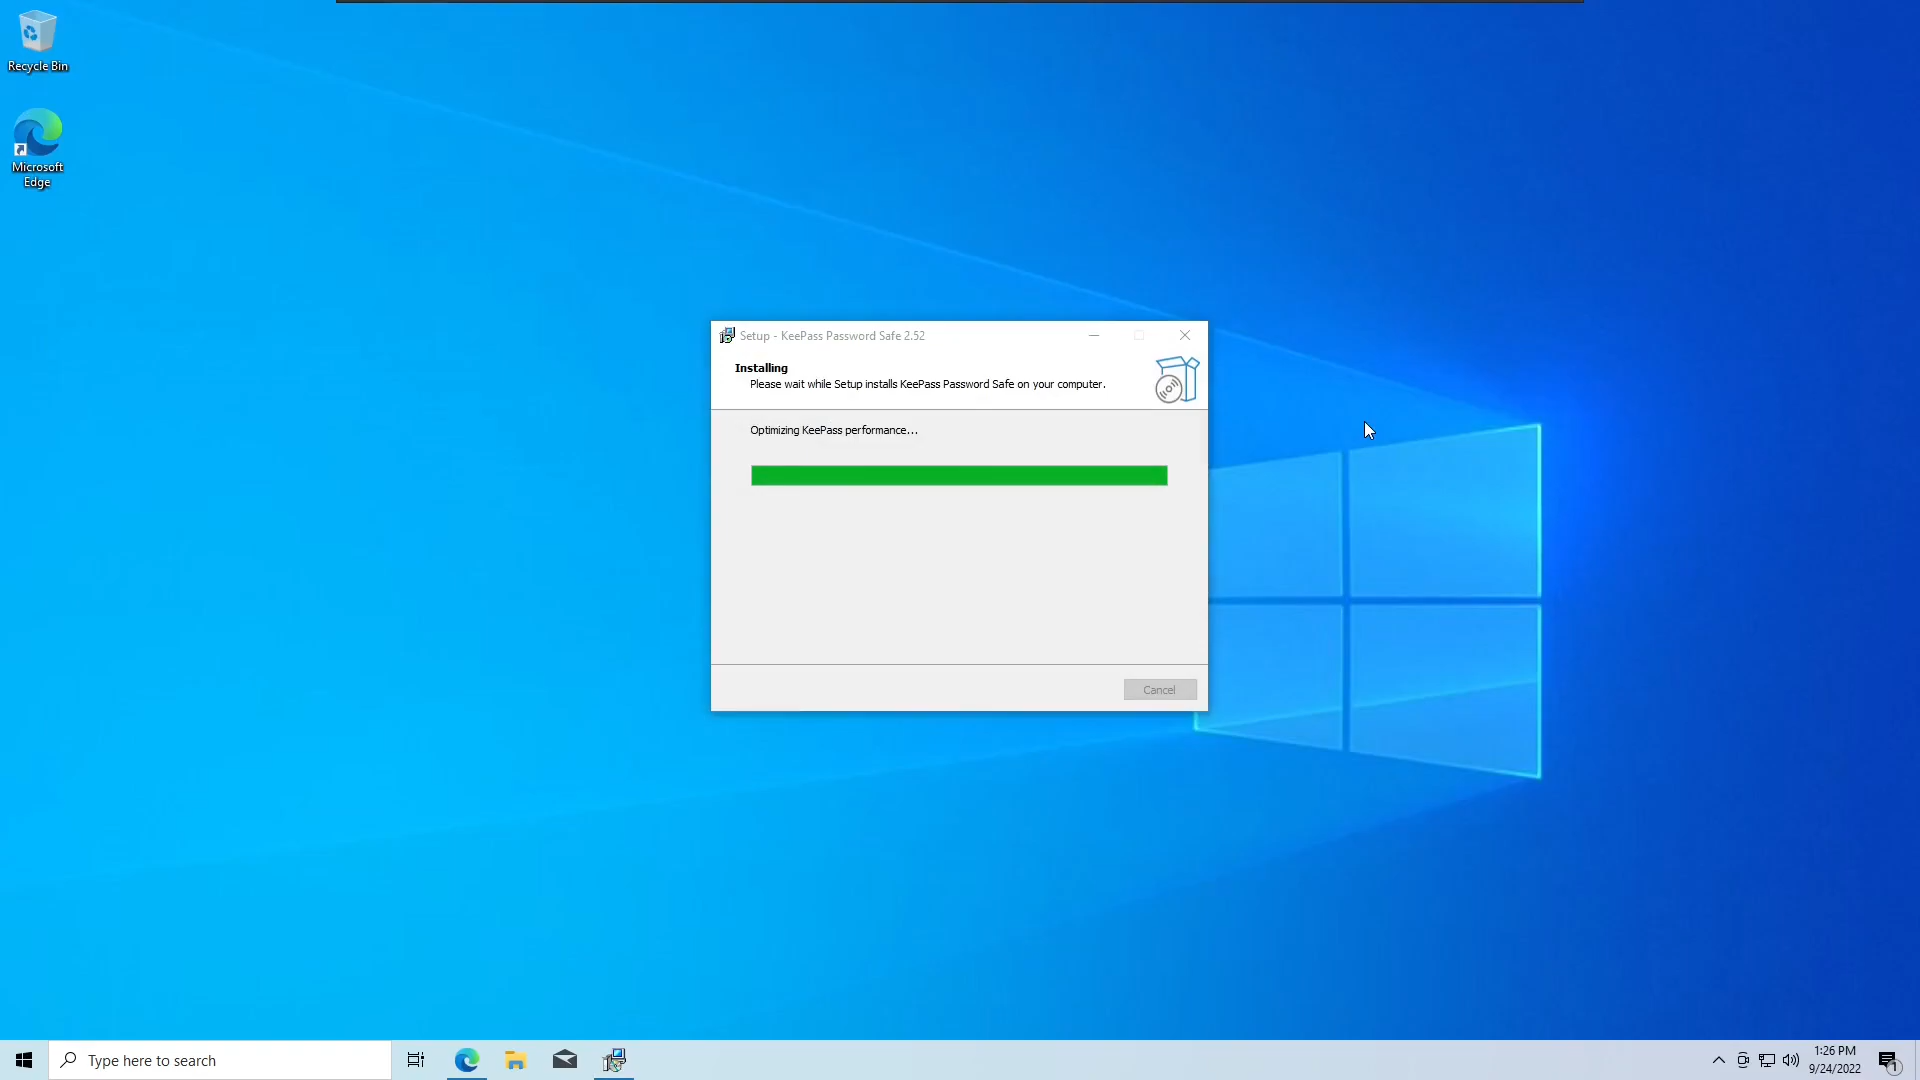 Recycle Bin
Microsoft
Edge
Setup - KeePass Password Safe 2.52
Installing
Please wait while Setup installs KeePass Password Safe on your computer.
Optimizing KeePass performance...
Cancel
Type here to search
1:26 PM
9/24/2022
1